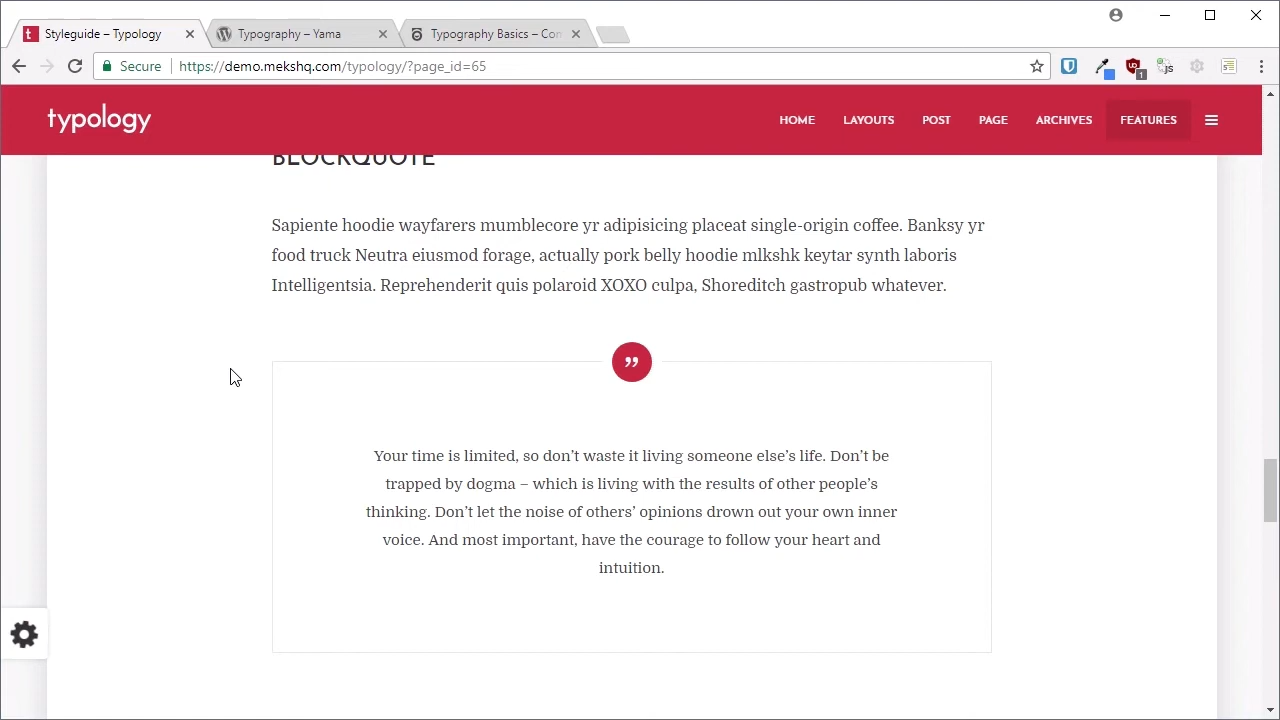 Styleguide – Typology
Typography – Yama
Typography Basics – Con
Secure
https://demo.mekshq.com/typology/?page_id=65
1
js
typology
HOME
LAYOUTS
POST
PAGE
ARCHIVES
FEATURES
BLOCKQUOTE
Sapiente hoodie wayfarers mumblecore yr adipisicing placeat single-origin coffee. Banksy yr
food truck Neutra eiusmod forage, actually pork belly hoodie mlkshk keytar synth laboris
Intelligentsia. Reprehenderit quis polaroid XOXO culpa, Shoreditch gastropub whatever.
Your time is limited, so don’t waste it living someone else’s life. Don’t be
trapped by dogma – which is living with the results of other people’s
thinking. Don’t let the noise of others’ opinions drown out your own inner
voice. And most important, have the courage to follow your heart and
intuition.